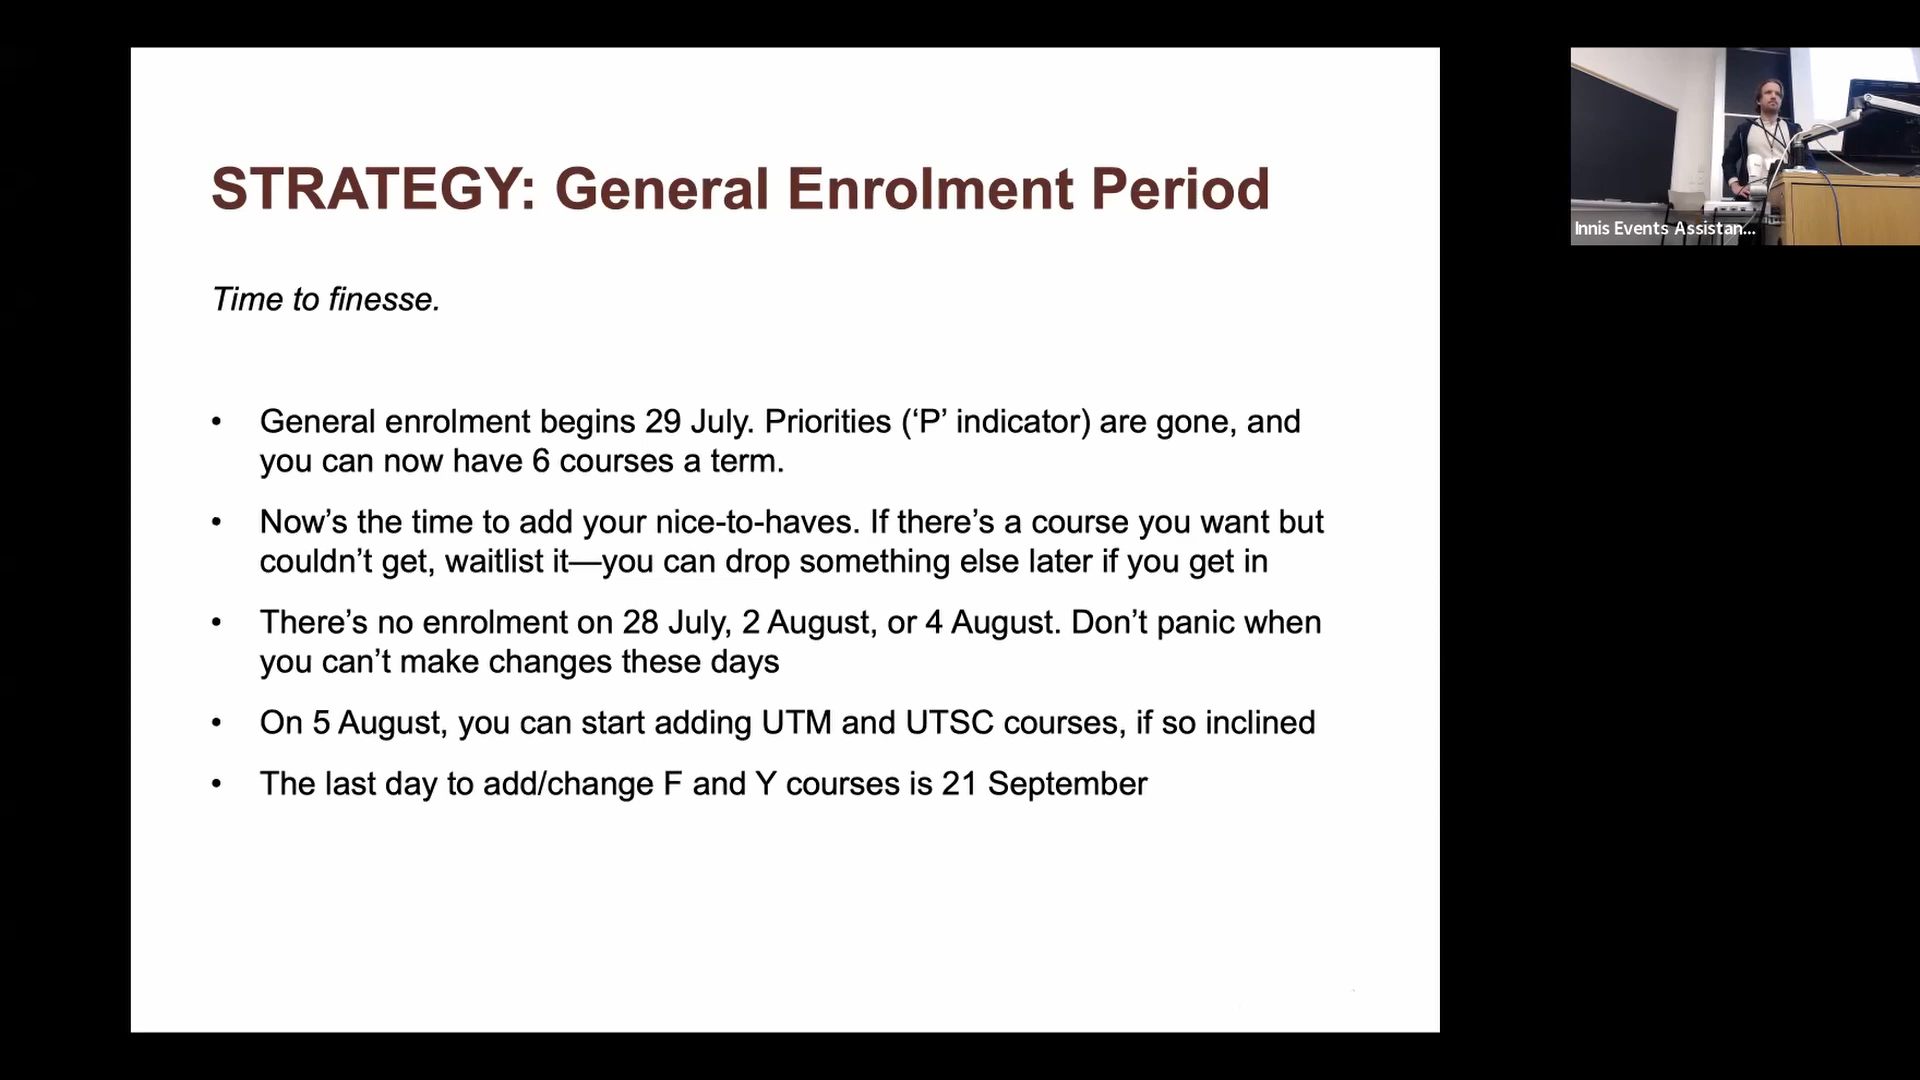 STRATEGY: General Enrolment Period
Time to finesse.
• General enrolment begins 29 July. Priorities (‘P’ indicator) are gone, and
you can now have 6 courses a term.
• Now’s the time to add your nice-to-haves. If there’s a course you want but
couldn’t get, waitlist it—you can drop something else later if you get in
• There’s no enrolment on 28 July, 2 August, or 4 August. Don’t panic when
you can’t make changes these days
• On 5 August, you can start adding UTM and UTSC courses, if so inclined
• The last day to add/change F and Y courses is 21 September
Innis Events Assistan...